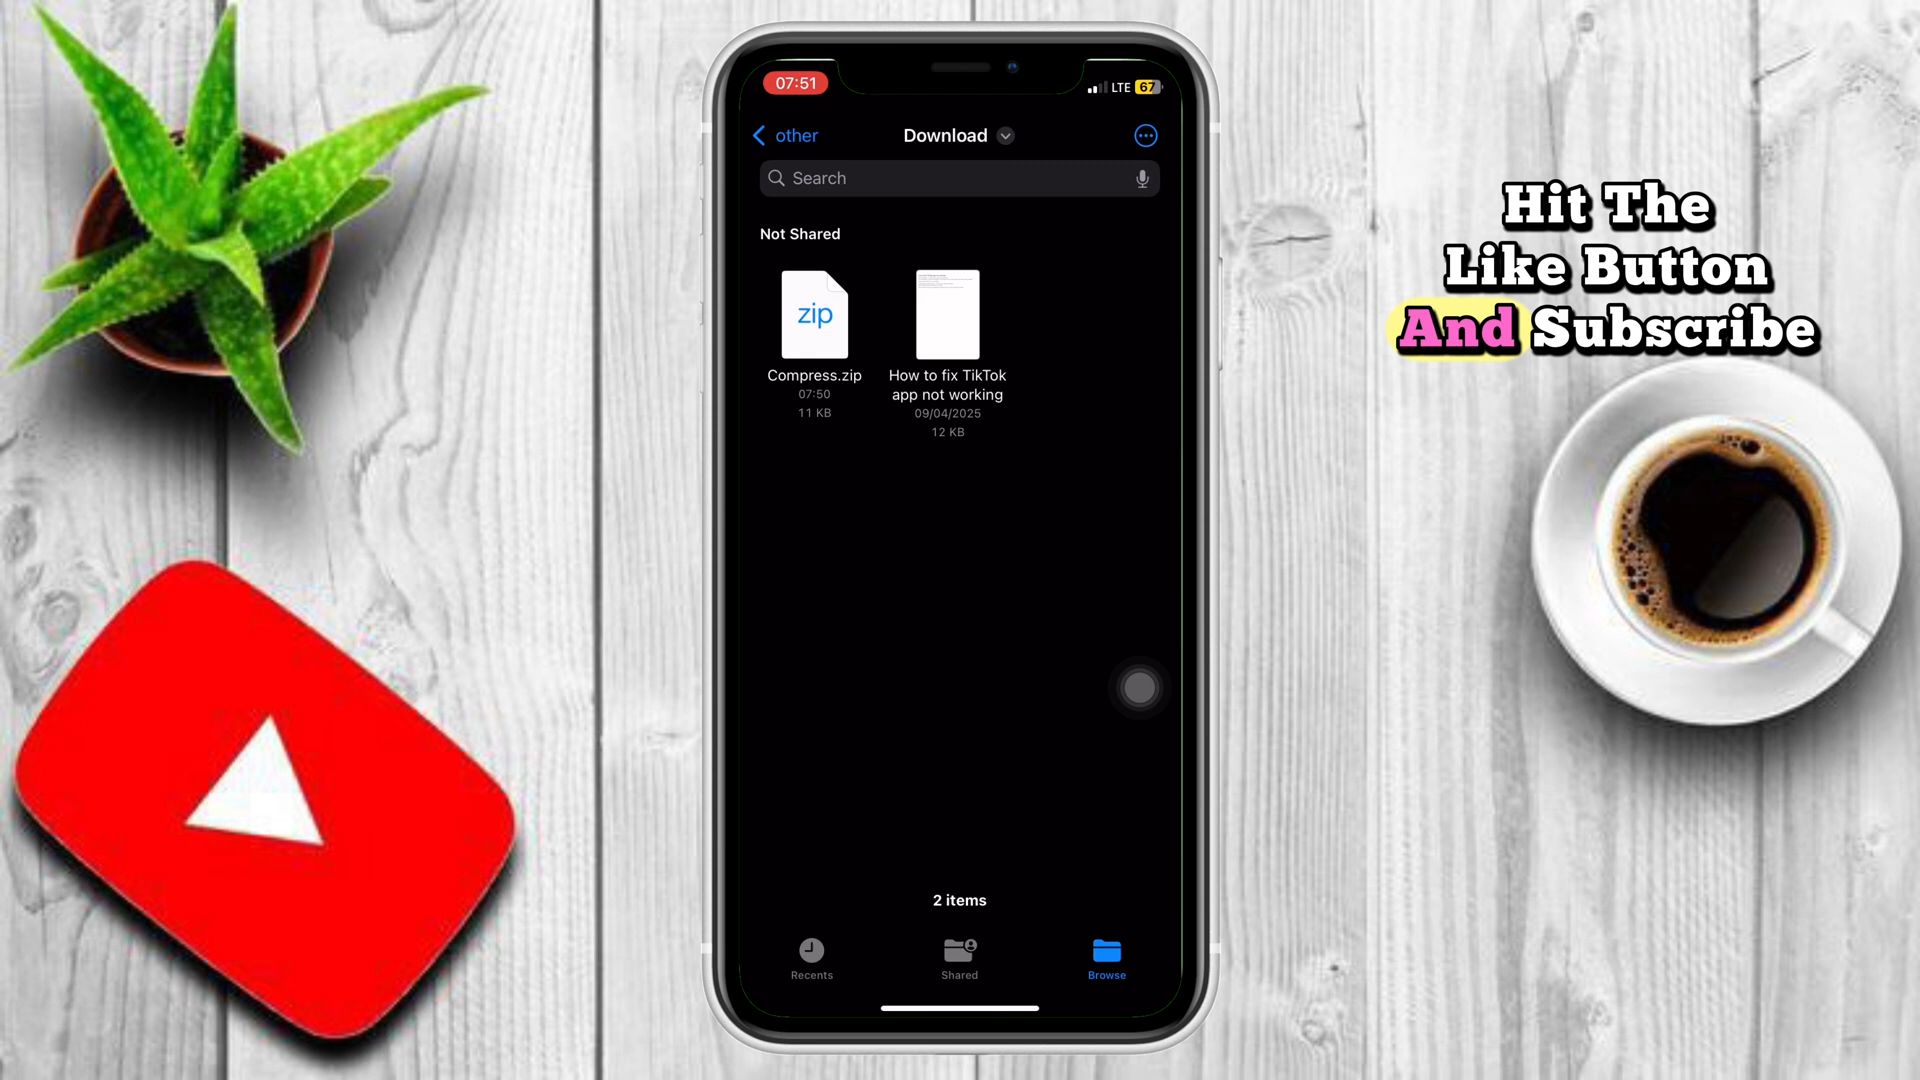 07:51
LTE 67
other
Download
Search
Not Shared
zip
Compress.zip
07:50
11 KB
How to fix TikTok
app not working
09/04/2025
12 KB
2 items
Recents
Shared
Browse
Hit The
Like Button
And Subscribe